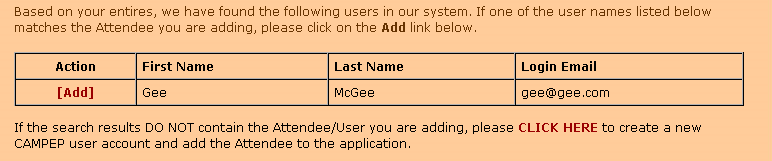 Based on your entires, we have found the following users in our system. If one of the user names listed below
matches the Attendee you are adding, please click on the Add link below.
Action First Name Last Name Login Email
[Add] Gee McGee gee@gee.com
If the search results DO NOT contain the Attendee/User you are adding, please CLICK HERE to create a new
CAMPEP user account and add the Attendee to the application.